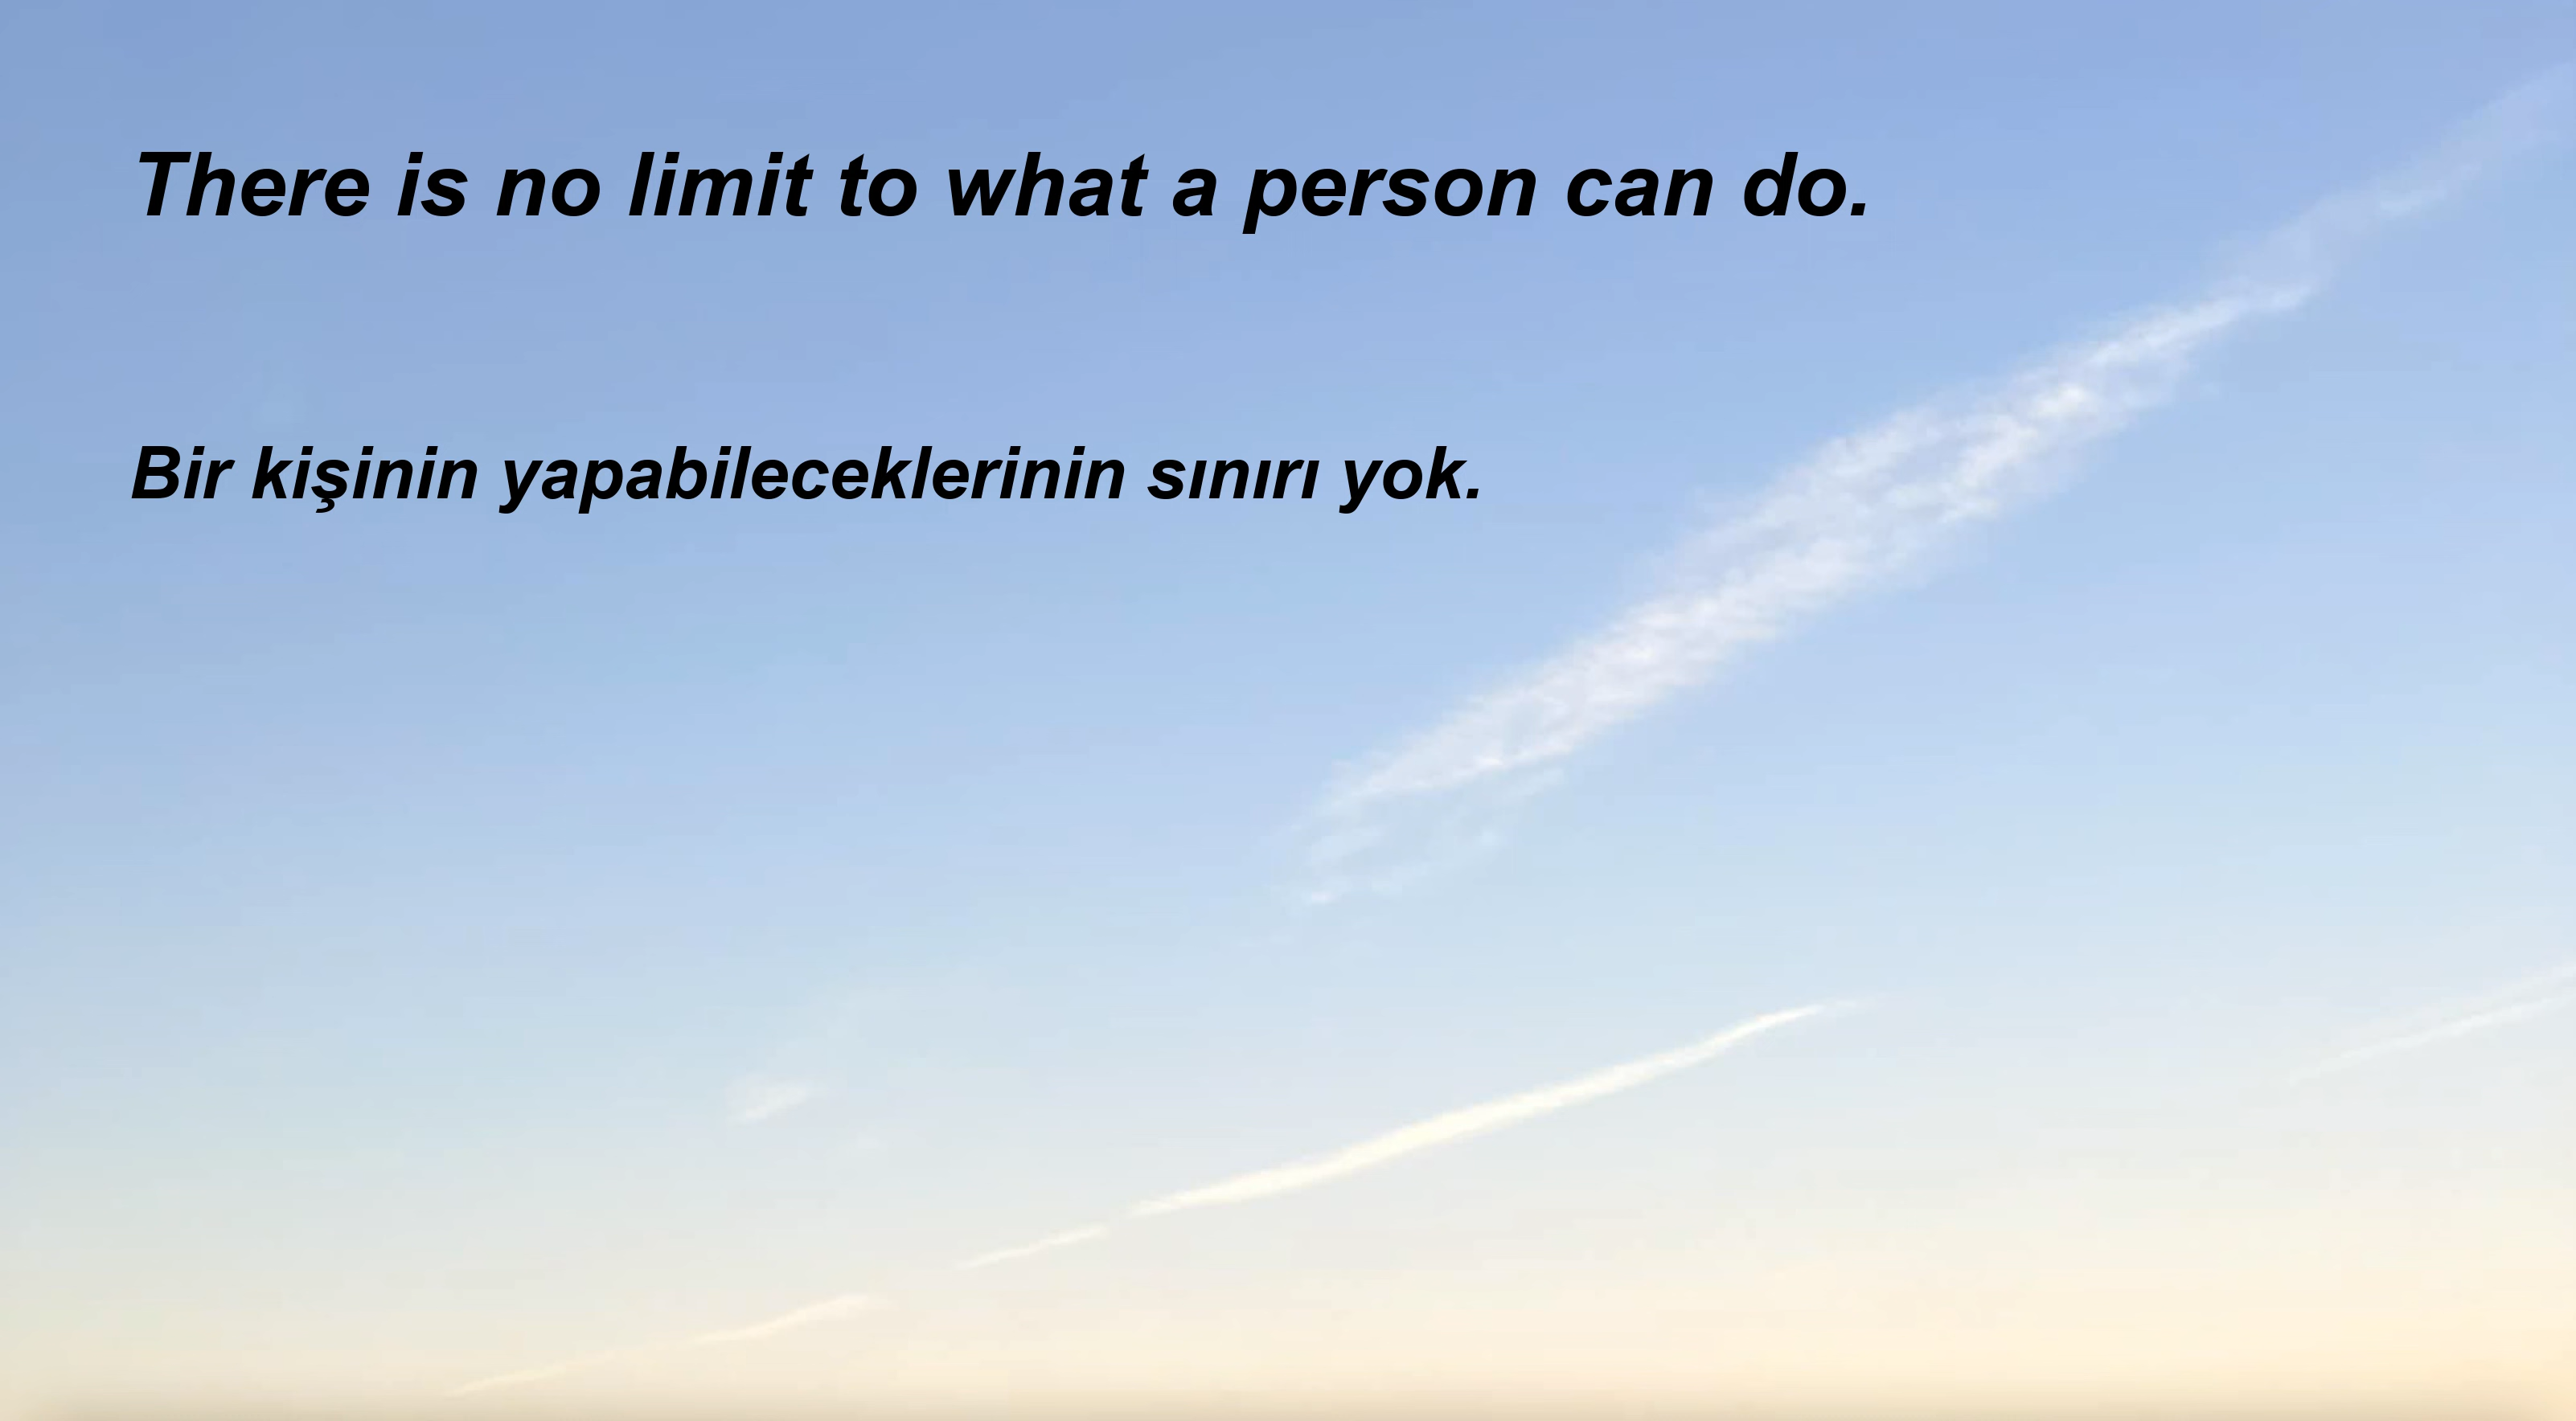 There is no limit to what a person can do.
Bir kişinin yapabileceklerinin sınırı yok.